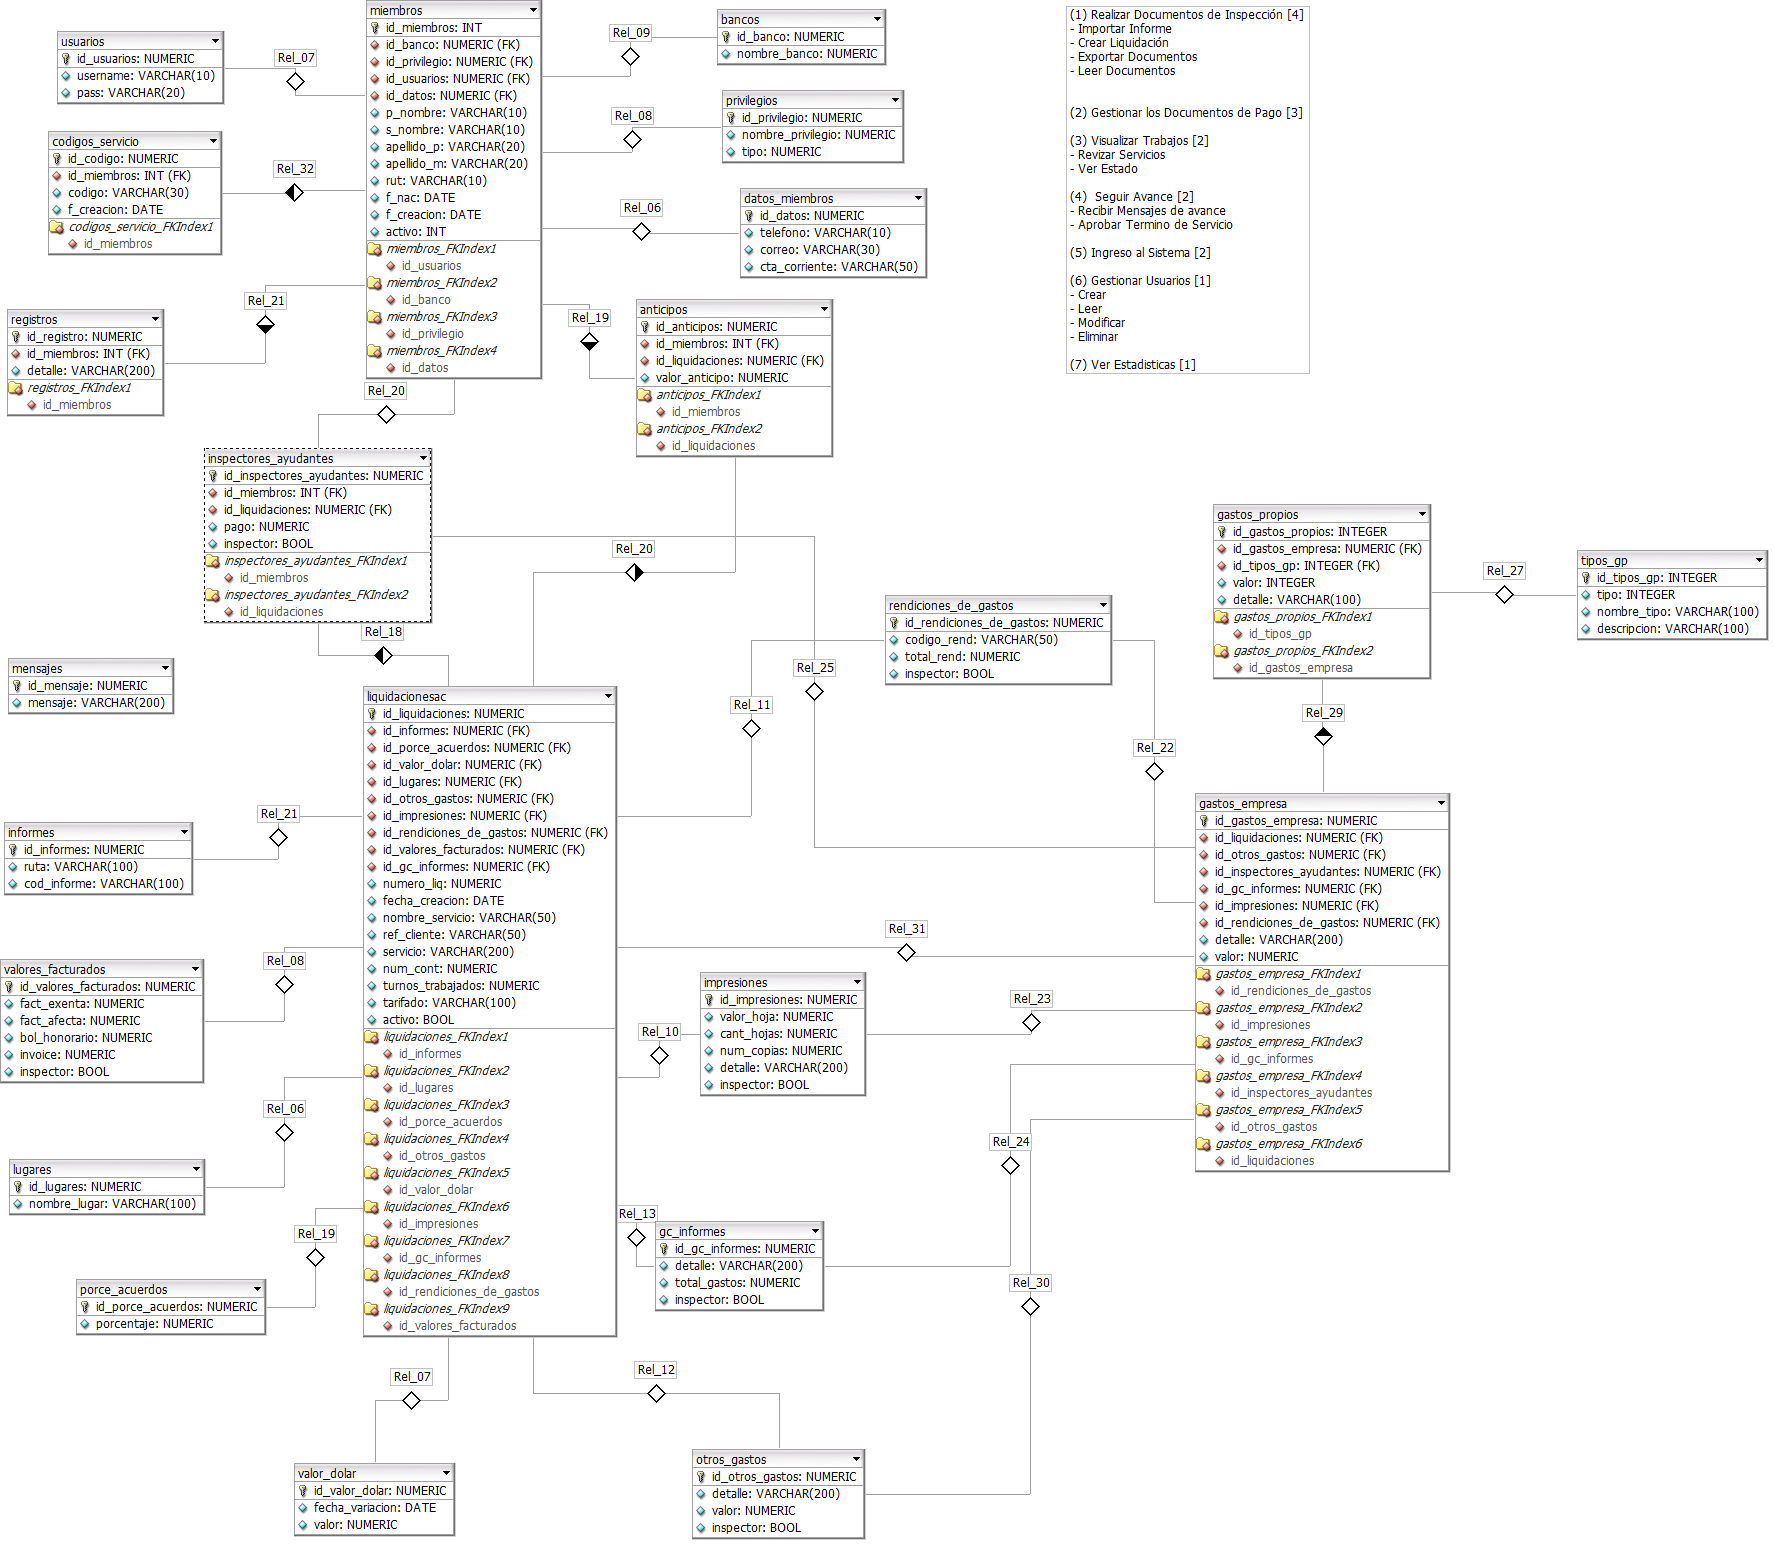 miembros
id_miembros: INT
id_banco: NUMERIC (FK)
id_privilegio: NUMERIC (FK)
id_usuarios: NUMERIC (FK)
id_datos: NUMERIC (FK)
p_nombre: VARCHAR(10)
s_nombre: VARCHAR(10)
apellido_p: VARCHAR(20)
apellido_m: VARCHAR(20)
rut: VARCHAR(10)
f_nac: DATE
f_creacion: DATE
activo: INT
miembros_FKIndex1
id_usuarios
miembros_FKIndex2
id_banco
miembros_FKIndex3
id_privilegio
miembros_FKIndex4
id_datos
usuarios
id_usuarios: NUMERIC
username: VARCHAR(10)
pass: VARCHAR(20)
Rel_07
codigos_servicio
id_codigo: NUMERIC
id_miembros: INT (FK)
codigo: VARCHAR(30)
f_creacion: DATE
codigos_servicio_FKIndex1
id_miembros
Rel_32
registros
id_registro: NUMERIC
id_miembros: INT (FK)
detalle: VARCHAR(200)
registros_FKIndex1
id_miembros
Rel_21
Rel_20
Rel_09
bancos
id_banco: NUMERIC
nombre_banco: NUMERIC
Rel_08
privilegios
id_privilegio: NUMERIC
nombre_privilegio: NUMERIC
tipo: NUMERIC
Rel_06
datos_miembros
id_datos: NUMERIC
telefono: VARCHAR(10)
correo: VARCHAR(30)
cta_corriente: VARCHAR(50)
Rel_19
anticipos
id_anticipos: NUMERIC
id_miembros: INT (FK)
id_liquidaciones: NUMERIC (FK)
valor_anticipo: NUMERIC
anticipos_FKIndex1
id_miembros
anticipos_FKIndex2
id_liquidaciones
(1) Realizar Documentos de Inspección [4]
- Importar Informe
- Crear Liquidación
- Exportar Documentos
- Leer Documentos
(2) Gestionar los Documentos de Pago [3]
(3) Visualizar Trabajos [2]
- Revizar Servicios
- Ver Estado
(4) Seguir Avance [2]
- Recibir Mensajes de avance
- Aprobar Termino de Servicio
(5) Ingreso al Sistema [2]
(6) Gestionar Usuarios [1]
- Crear
- Leer
- Modificar
- Eliminar
(7) Ver Estadisticas [1]
inspectores_ayudantes
id_inspectores_ayudantes: NUMERIC
id_miembros: INT (FK)
id_liquidaciones: NUMERIC (FK)
pago: NUMERIC
inspector: BOOL
inspectores_ayudantes_FKIndex1
id_miembros
inspectores_ayudantes_FKIndex2
id_liquidaciones
Rel_18
Rel_20
Rel_25
Rel_11
rendiciones_de_gastos
id_rendiciones_de_gastos: NUMERIC
codigo_rend: VARCHAR(50)
total_rend: NUMERIC
inspector: BOOL
Rel_22
gastos_propios
id_gastos_propios: INTEGER
id_gastos_empresa: NUMERIC (FK)
id_tipos_gp: INTEGER (FK)
valor: INTEGER
detalle: VARCHAR(100)
gastos_propios_FKIndex1
id_tipos_gp
gastos_propios_FKIndex2
id_gastos_empresa
Rel_27
tipos_gp
id_tipos_gp: INTEGER
tipo: INTEGER
nombre_tipo: VARCHAR(100)
descripcion: VARCHAR(100)
Rel_29
mensajes
id_mensaje: NUMERIC
mensaje: VARCHAR(200)
liquidacionesac
id_liquidaciones: NUMERIC
id_informes: NUMERIC (FK)
id_porce_acuerdos: NUMERIC (FK)
id_valor_dolar: NUMERIC (FK)
id_lugares: NUMERIC (FK)
id_otros_gastos: NUMERIC (FK)
id_impresiones: NUMERIC (FK)
id_rendiciones_de_gastos: NUMERIC (FK)
id_valores_facturados: NUMERIC (FK)
id_gc_informes: NUMERIC (FK)
numero_liq: NUMERIC
fecha_creacion: DATE
nombre_servicio: VARCHAR(50)
ref_cliente: VARCHAR(50)
servicio: VARCHAR(200)
num_cont: NUMERIC
turnos_trabajados: NUMERIC
tarifado: VARCHAR(100)
activo: BOOL
liquidaciones_FKIndex1
id_informes
liquidaciones_FKIndex2
id_lugares
liquidaciones_FKIndex3
id_porce_acuerdos
liquidaciones_FKIndex4
id_otros_gastos
liquidaciones_FKIndex5
id_valor_dolar
liquidaciones_FKIndex6
id_impresiones
liquidaciones_FKIndex7
id_gc_informes
liquidaciones_FKIndex8
id_rendiciones_de_gastos
liquidaciones_FKIndex9
id_valores_facturados
Rel_21
informes
id_informes: NUMERIC
ruta: VARCHAR(100)
cod_informe: VARCHAR(100)
Rel_08
valores_facturados
id_valores_facturados: NUMERIC
fact_exenta: NUMERIC
fact_afecta: NUMERIC
bol_honorario: NUMERIC
invoice: NUMERIC
inspector: BOOL
Rel_06
lugares
id_lugares: NUMERIC
nombre_lugar: VARCHAR(100)
Rel_19
porce_acuerdos
id_porce_acuerdos: NUMERIC
porcentaje: NUMERIC
Rel_07
valor_dolar
id_valor_dolar: NUMERIC
fecha_variacion: DATE
valor: NUMERIC
Rel_31
Rel_10
impresiones
id_impresiones: NUMERIC
valor_hoja: NUMERIC
cant_hojas: NUMERIC
num_copias: NUMERIC
detalle: VARCHAR(200)
inspector: BOOL
Rel_23
Rel_24
Rel_13
gc_informes
id_gc_informes: NUMERIC
detalle: VARCHAR(200)
total_gastos: NUMERIC
inspector: BOOL
Rel_30
Rel_12
otros_gastos
id_otros_gastos: NUMERIC
detalle: VARCHAR(200)
valor: NUMERIC
inspector: BOOL
gastos_empresa
id_gastos_empresa: NUMERIC
id_liquidaciones: NUMERIC (FK)
id_otros_gastos: NUMERIC (FK)
id_inspectores_ayudantes: NUMERIC (FK)
id_gc_informes: NUMERIC (FK)
id_impresiones: NUMERIC (FK)
id_rendiciones_de_gastos: NUMERIC (FK)
detalle: VARCHAR(200)
valor: NUMERIC
gastos_empresa_FKIndex1
id_rendiciones_de_gastos
gastos_empresa_FKIndex2
id_impresiones
gastos_empresa_FKIndex3
id_gc_informes
gastos_empresa_FKIndex4
id_inspectores_ayudantes
gastos_empresa_FKIndex5
id_otros_gastos
gastos_empresa_FKIndex6
id_liquidaciones